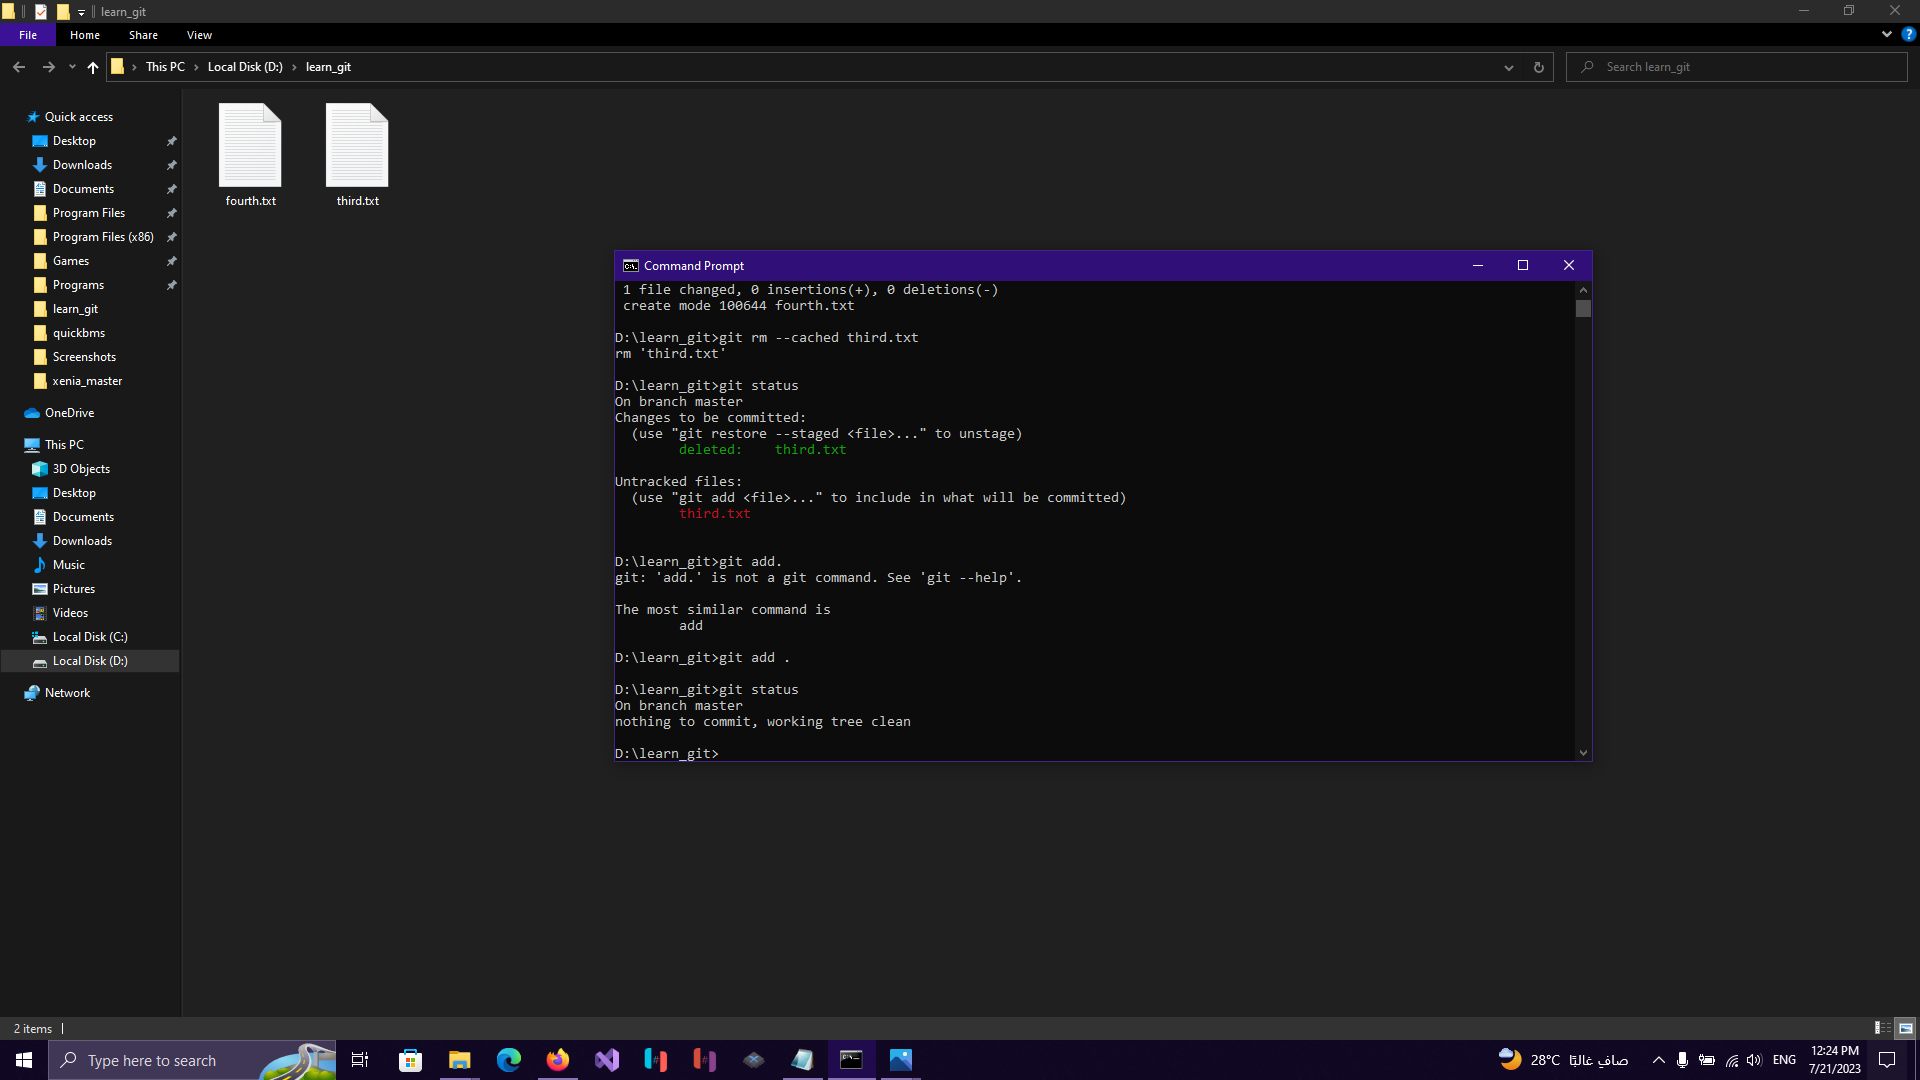 learn_git
File Home Share View
This PC › Local Disk (D:) › learn_git
Search learn_git
Quick access
Desktop
Downloads
Documents
Program Files
Program Files (x86)
Games
Programs
learn_git
quickbms
Screenshots
xenia_master
OneDrive
This PC
3D Objects
Desktop
Documents
Downloads
Music
Pictures
Videos
Local Disk (C:)
Local Disk (D:)
Network
fourth.txt
third.txt
Command Prompt
1 file changed, 0 insertions(+), 0 deletions(-)
create mode 100644 fourth.txt
D:\learn_git>git rm --cached third.txt
rm 'third.txt'
D:\learn_git>git status
On branch master
Changes to be committed:
(use "git restore --staged <file>..." to unstage)
deleted: third.txt
Untracked files:
(use "git add <file>..." to include in what will be committed)
third.txt
D:\learn_git>git add.
git: 'add.' is not a git command. See 'git --help'.
The most similar command is
add
D:\learn_git>git add .
D:\learn_git>git status
On branch master
nothing to commit, working tree clean
D:\learn_git>
2 items
Type here to search
28°C صافٍ غالبًا
ENG
12:24 PM
7/21/2023